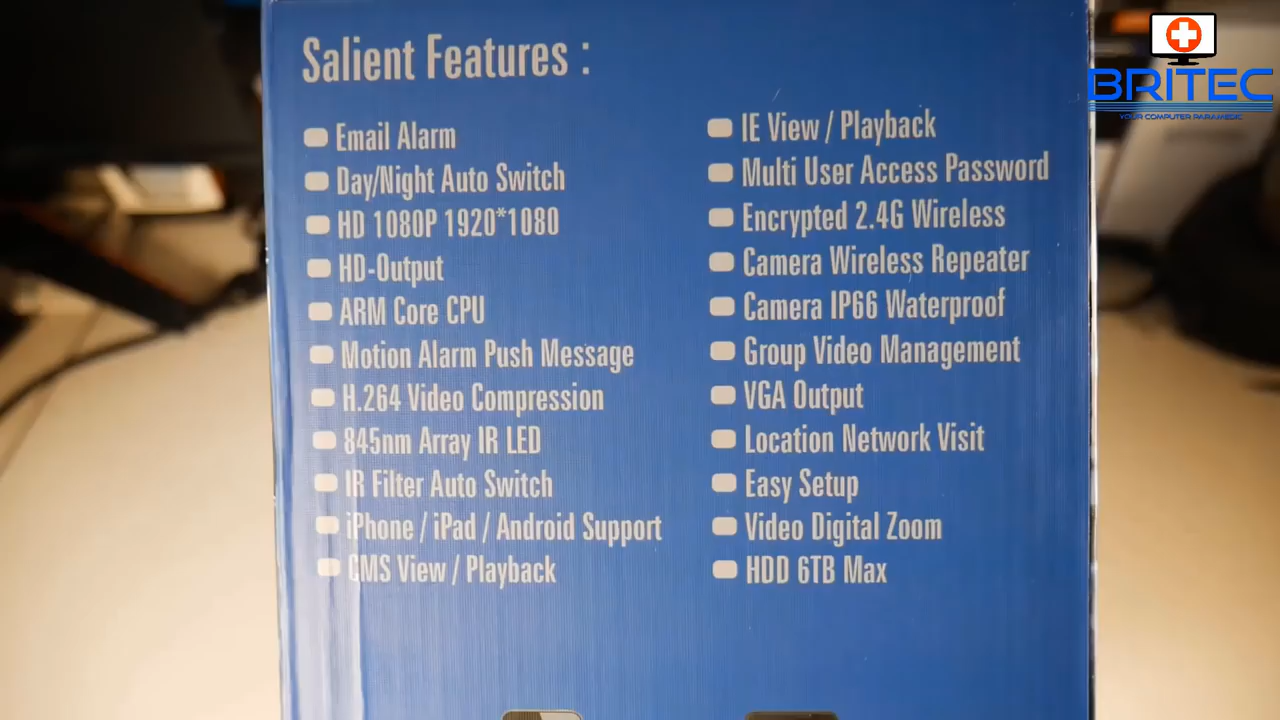 Salient Features :
Email Alarm
Day/Night Auto Switch
HD 1080P 1920*1080
HD-Output
ARM Core CPU
Motion Alarm Push Message
H.264 Video Compression
845nm Array IR LED
IR Filter Auto Switch
iPhone / iPad / Android Support
CMS View / Playback
IE View / Playback
Multi User Access Password
Encrypted 2.4G Wireless
Camera Wireless Repeater
Camera IP66 Waterproof
Group Video Management
VGA Output
Location Network Visit
Easy Setup
Video Digital Zoom
HDD 6TB Max
BRITEC
YOUR COMPUTER PARAMEDIC